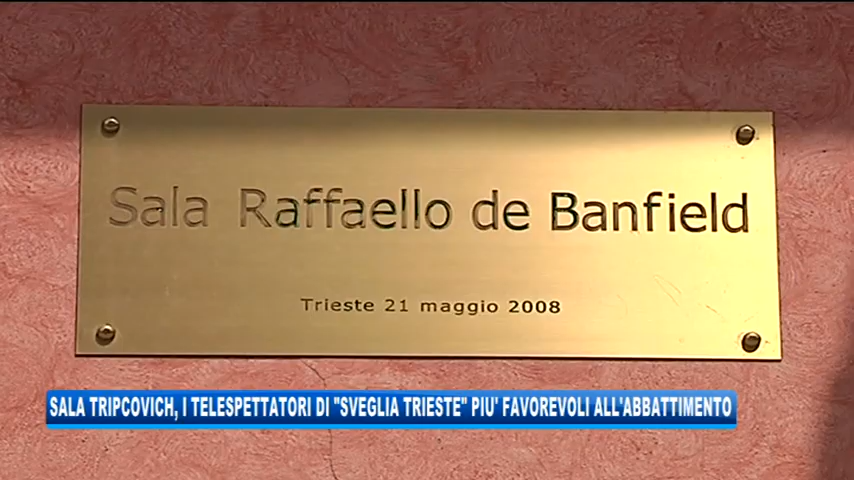 Sala Raffaello de Banfield
Trieste 21 maggio 2008
SALA TRIPCOVICH, I TELESPETTATORI DI "SVEGLIA TRIESTE" PIU' FAVOREVOLI ALL'ABBATTIMENTO